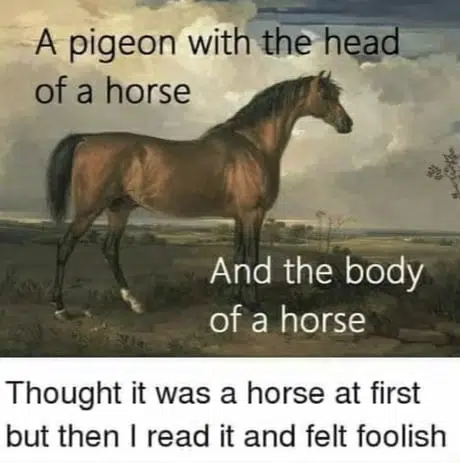 A pigeon with the head
of a horse
And the body
of a horse
Thought it was a horse at first
but then I read it and felt foolish